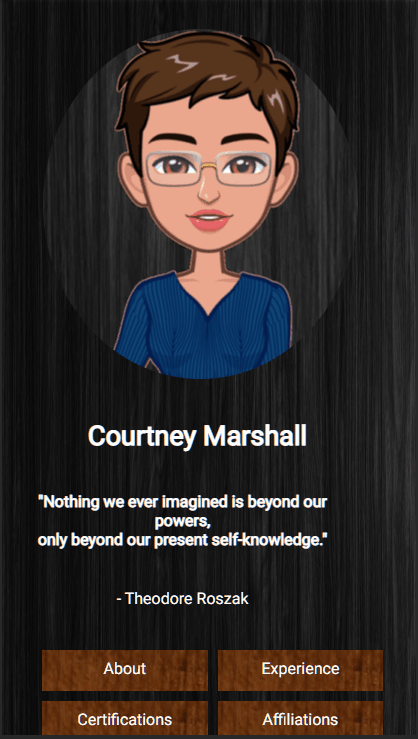 Courtney Marshall
"Nothing we ever imagined is beyond our
powers,
only beyond our present self-knowledge."
- Theodore Roszak
About
Experience
Certifications
Affiliations